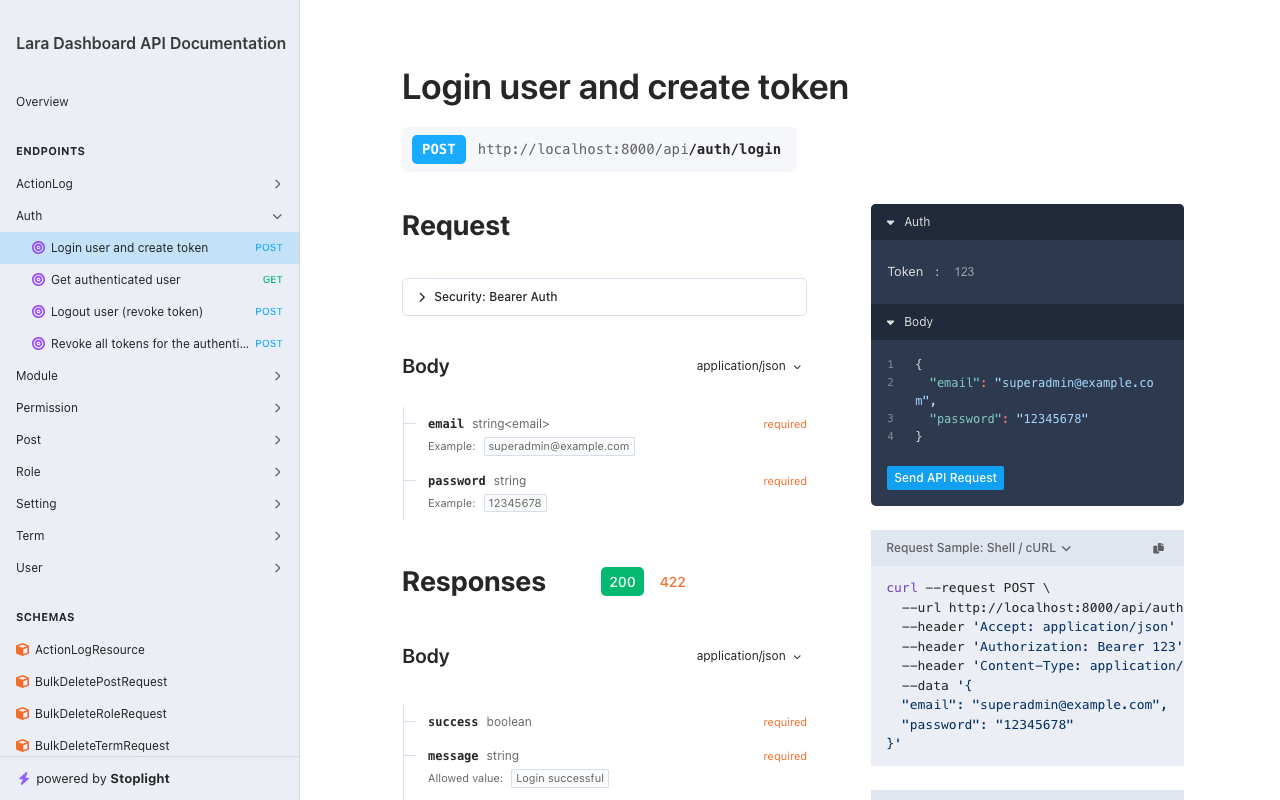 Lara Dashboard API Documentation
Overview
ENDPOINTS
ActionLog
Auth
Login user and create token POST
Get authenticated user GET
Logout user (revoke token) POST
Revoke all tokens for the authenti... POST
Module
Permission
Post
Role
Setting
Term
User
SCHEMAS
ActionLogResource
BulkDeletePostRequest
BulkDeleteRoleRequest
BulkDeleteTermRequest
powered by Stoplight
Login user and create token
POST http://localhost:8000/api/auth/login
Request
Security: Bearer Auth
Body application/json
email string<email> required
Example: superadmin@example.com
password string required
Example: 12345678
Responses 200 422
Body application/json
success boolean required
message string required
Allowed value: Login successful
Auth
Token : 123
Body
1 {
2 "email": "superadmin@example.co
m",
3 "password": "12345678"
4 }
Send API Request
Request Sample: Shell / cURL
curl --request POST \
--url http://localhost:8000/api/auth
--header 'Accept: application/json'
--header 'Authorization: Bearer 123'
--header 'Content-Type: application/
--data '{
"email": "superadmin@example.com",
"password": "12345678"
}'